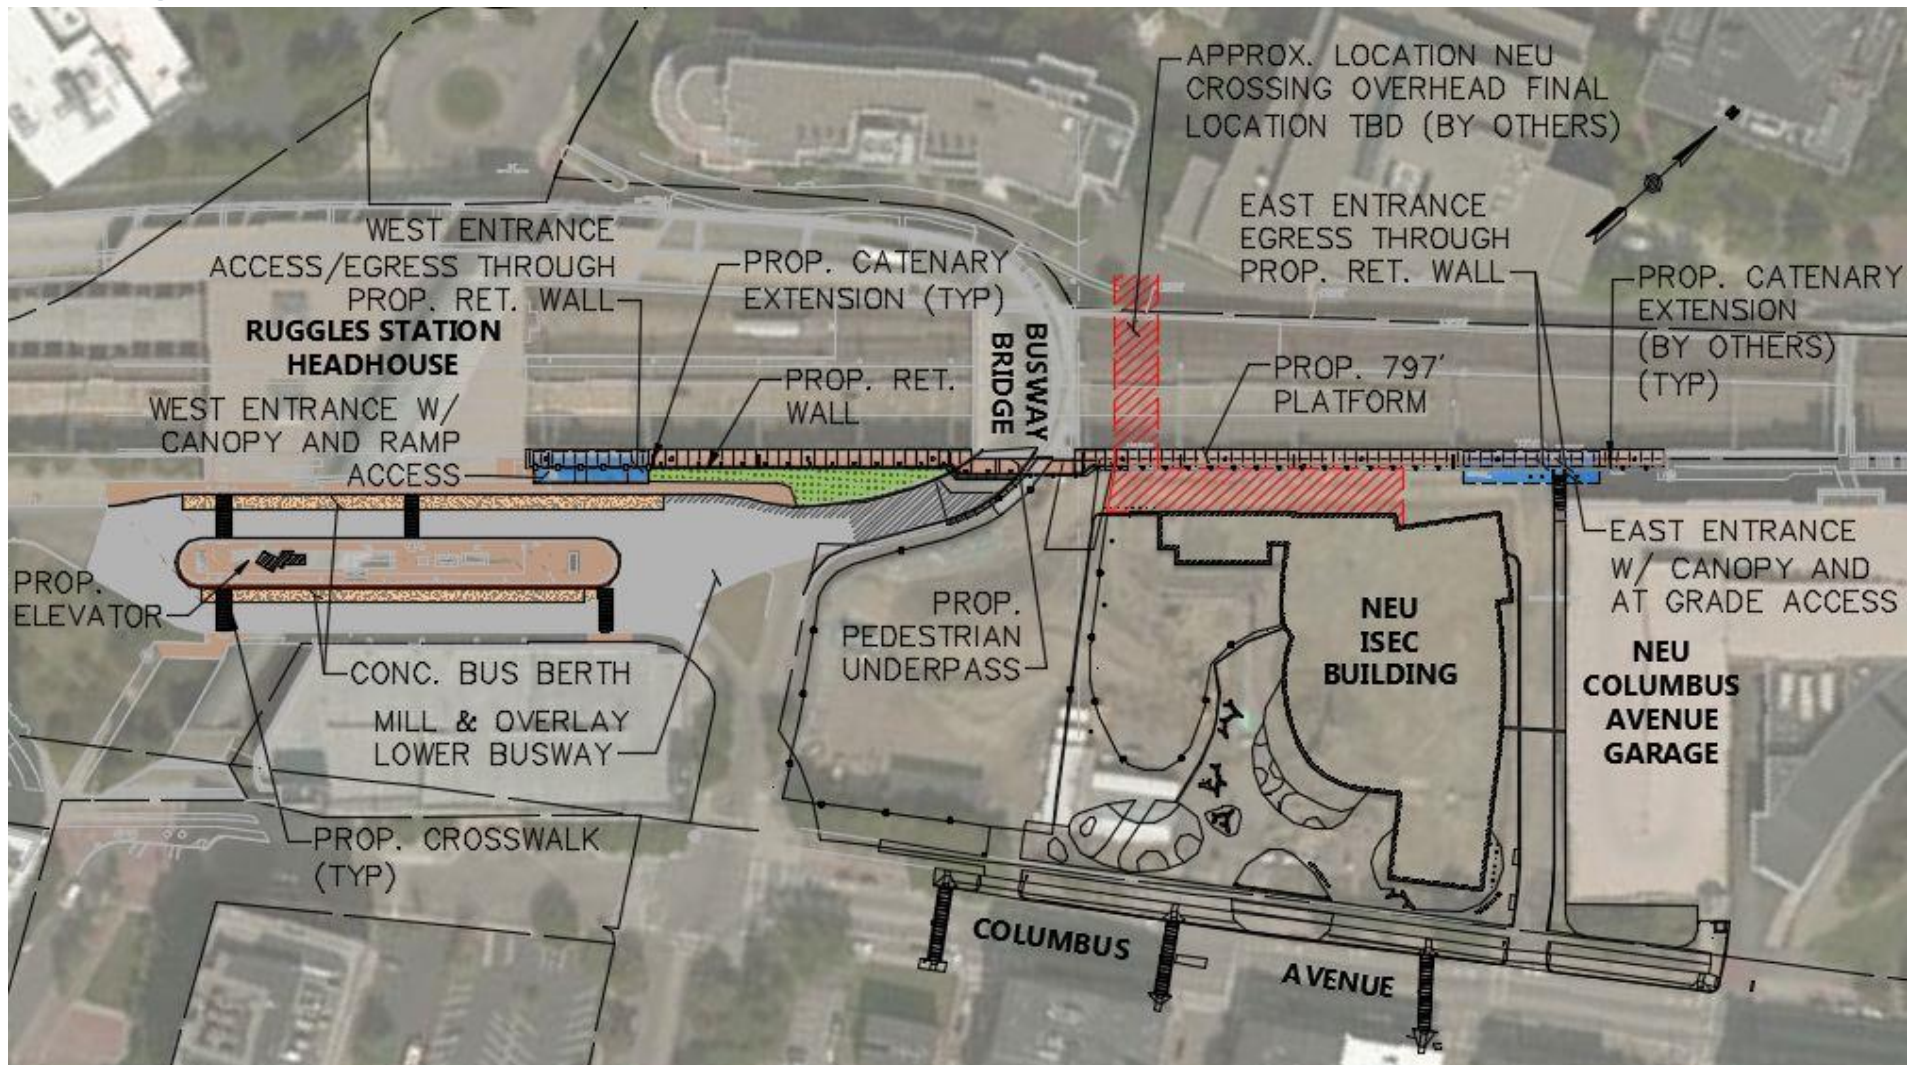 APPROX. LOCATION NEU
CROSSING OVERHEAD FINAL
LOCATION TBD (BY OTHERS)
WEST ENTRANCE
ACCESS/EGRESS THROUGH
PROP. RET. WALL
RUGGLES STATION
HEADHOUSE
PROP. CATENARY
EXTENSION (TYP)
EAST ENTRANCE
EGRESS THROUGH
PROP. RET. WALL
PROP. CATENARY
EXTENSION
(BY OTHERS)
(TYP)
BUSWAY
BRIDGE
PROP. RET.
WALL
PROP. 797'
PLATFORM
WEST ENTRANCE W/
CANOPY AND RAMP
ACCESS
EAST ENTRANCE
W/ CANOPY AND
AT GRADE ACCESS
PROP.
ELEVATOR
PROP.
PEDESTRIAN
UNDERPASS
NEU
ISEC
BUILDING
NEU
COLUMBUS
AVENUE
GARAGE
CONC. BUS BERTH
MILL & OVERLAY
LOWER BUSWAY
PROP. CROSSWALK
(TYP)
COLUMBUS
AVENUE